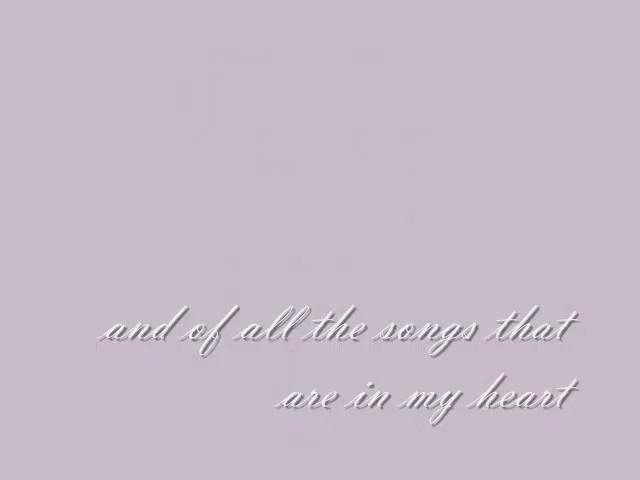 and of all the songs that
are in my heart